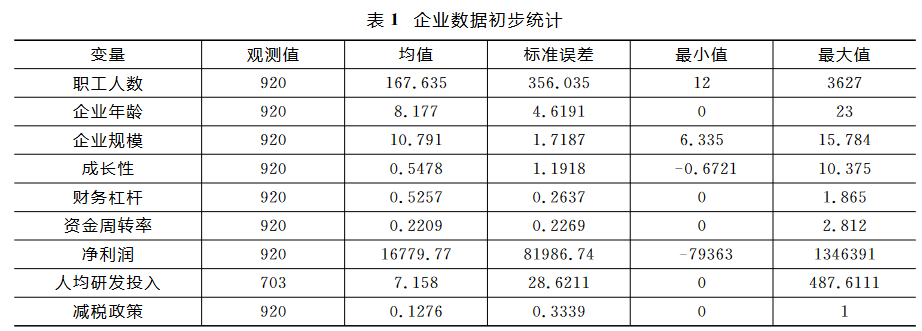 表 1 企业数据初步统计
变量 观测值 均值 标准误差 最小值 最大值
职工人数 920 167.635 356.035 12 3627
企业年龄 920 8.177 4.6191 0 23
企业规模 920 10.791 1.7187 6.335 15.784
成长性 920 0.5478 1.1918 -0.6721 10.375
财务杠杆 920 0.5257 0.2637 0 1.865
资金周转率 920 0.2209 0.2269 0 2.812
净利润 920 16779.77 81986.74 -79363 1346391
人均研发投入 703 7.158 28.6211 0 487.6111
减税政策 920 0.1276 0.3339 0 1